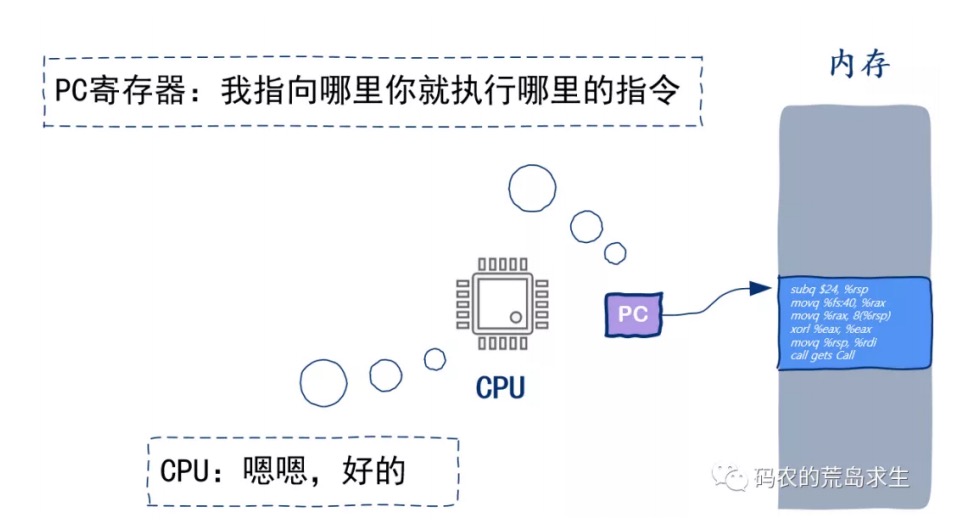 内存
PC寄存器：我指向哪里你就执行哪里的指令
subq $24, %rsp
movq %fs:40, %rax
movq %rax, 8(%rsp)
xorl %eax, %eax
movq %rsp, %rdi
call gets Call
PC
CPU
CPU：嗯嗯，好的
码农的荒岛求生